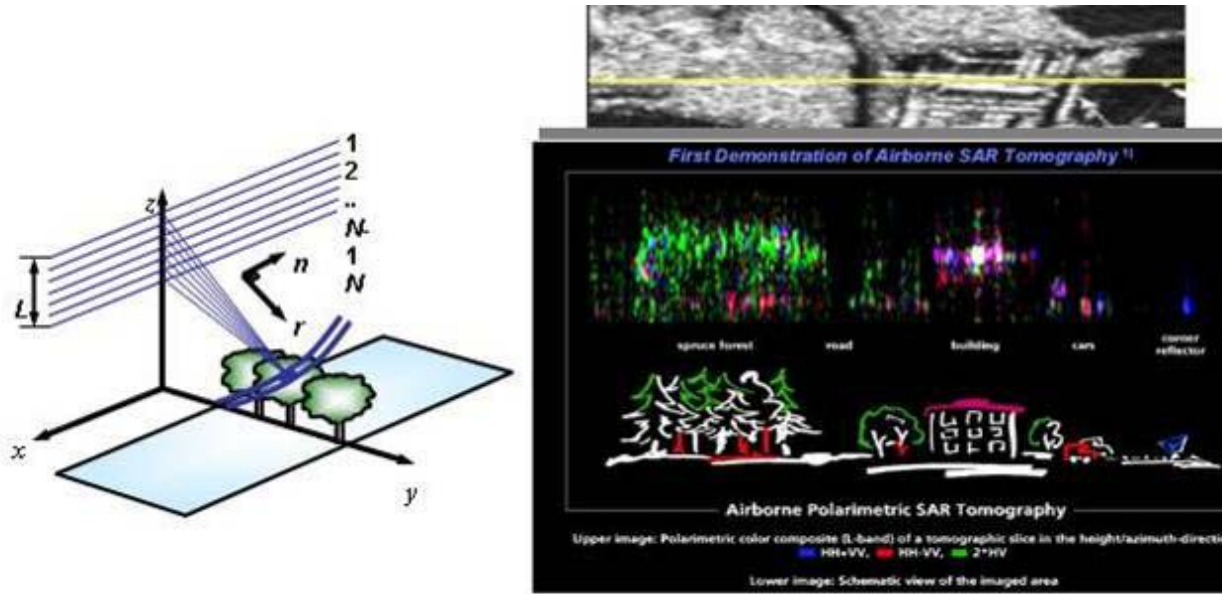 1
2
..
N-
1
N
z
L
n
r
x
y
First Demonstration of Airborne SAR Tomography 1)
spruce forest road building cars corner
reflector
Airborne Polarimetric SAR Tomography
Upper image: Polarimetric color composite (L-band) of a tomographic slice in the height/azimuth-directi
HH+VV, HH-VV, 2*HV
Lower image: Schematic view of the imaged area